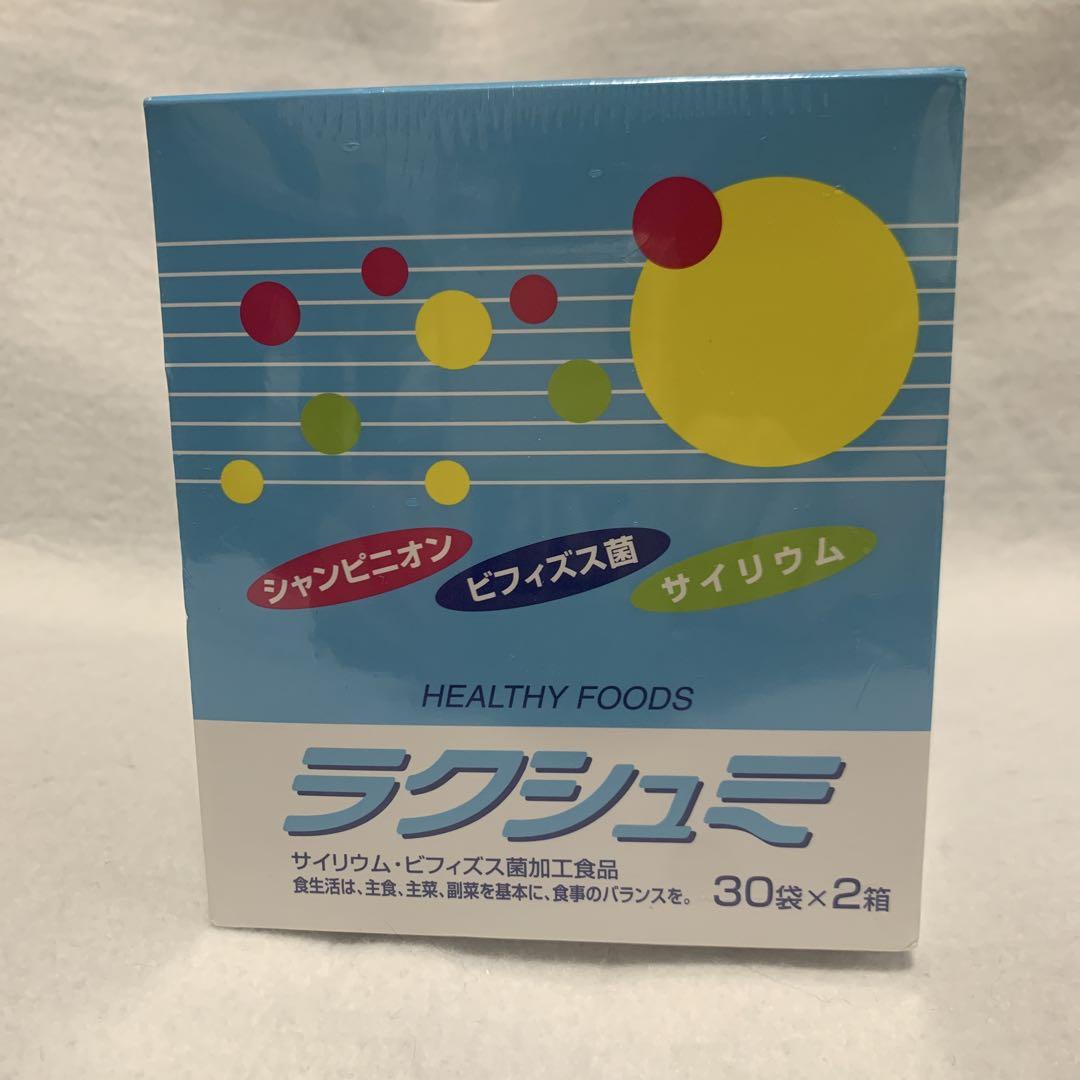 シャンピニオン
ビフィズス菌
サイリウム
HEALTHY FOODS
ラクシュミ
サイリウム・ビフィズス菌加工食品
食生活は、主食、主菜、副菜を基本に、食事のバランスを。
30袋×2箱